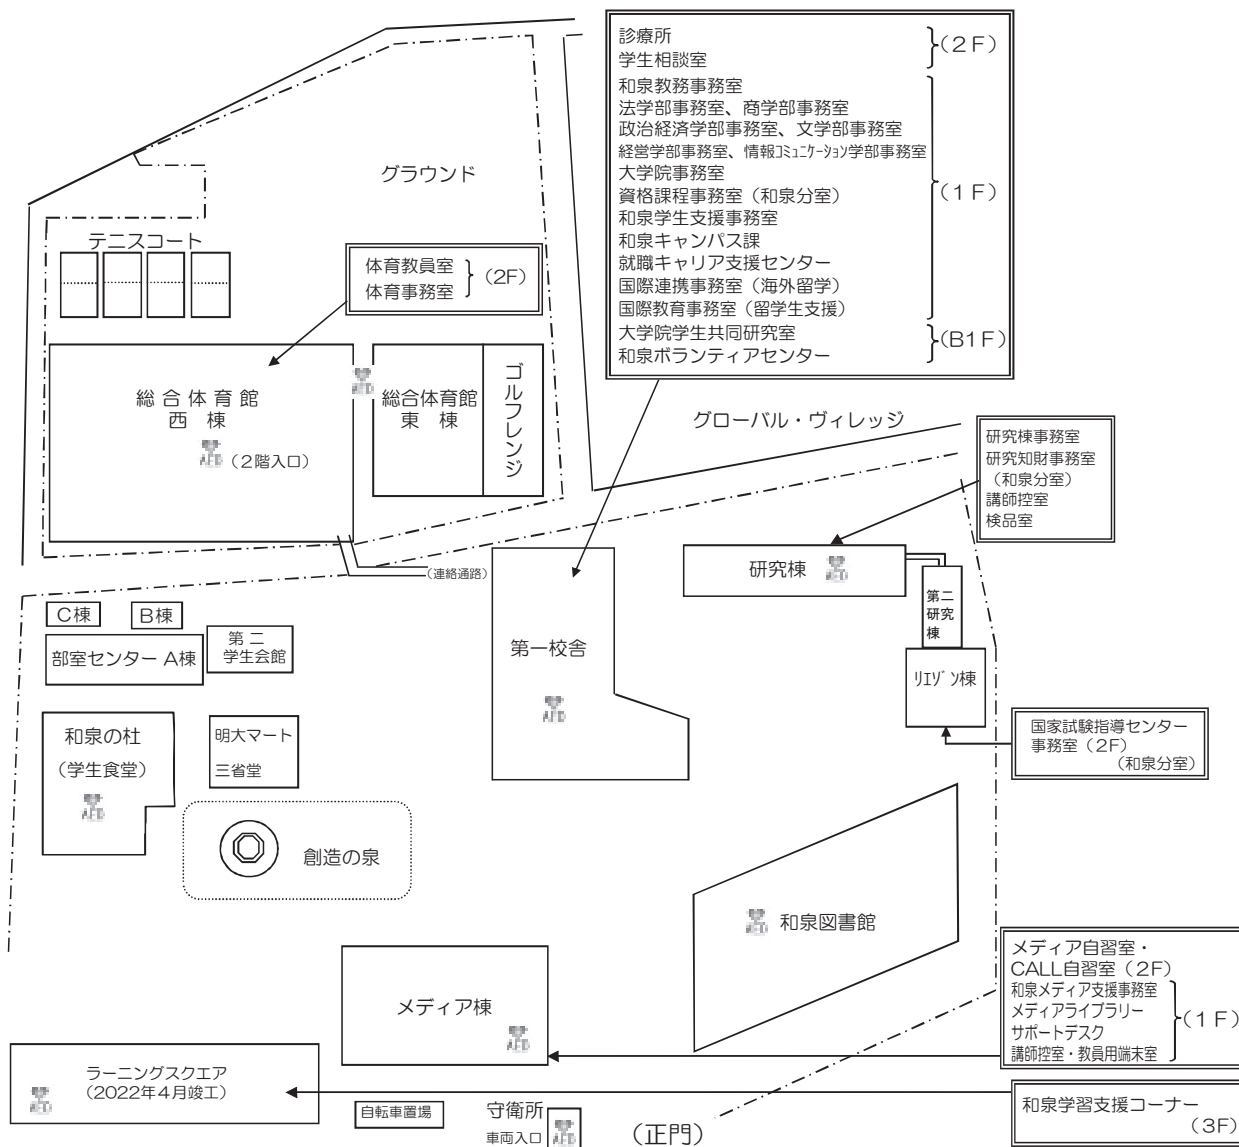 診療所
学生相談室
(2F)
和泉教務事務室
法学部事務室、商学部事務室
政治経済学部事務室、文学部事務室
経営学部事務室、情報ｺﾐｭﾆｹｰｼｮﾝ学部事務室
大学院事務室
資格課程事務室（和泉分室）
和泉学生支援事務室
和泉キャンパス課
就職キャリア支援センター
国際連携事務室（海外留学）
国際教育事務室（留学生支援）
(1F)
大学院学生共同研究室
和泉ボランティアセンター
(B1F)
グラウンド
テニスコート
体育教員室
体育事務室
(2F)
総合体育館
西棟
AED（２階入口）
AED
総合体育館
東棟
ゴルフレンジ
グローバル・ヴィレッジ
研究棟事務室
研究知財事務室
（和泉分室）
講師控室
検品室
（連絡通路）
研究棟
AED
第二
研究
棟
C棟
B棟
部室センター A棟
第二
学生会館
第一校舎
AED
ﾘｴｿﾞﾝ棟
国家試験指導センター
事務室（2F）
（和泉分室）
和泉の杜
（学生食堂）
AED
明大マート
三省堂
創造の泉
AED
和泉図書館
メディア棟
AED
メディア自習室・
CALL自習室（2F）
和泉メディア支援事務室
メディアライブラリー
サポートデスク
講師控室・教員用端末室
(1F)
ラーニングスクエア
（2022年４月竣工）
AED
和泉学習支援コーナー
（3F）
自転車置場
守衛所
車両入口
AED
（正門）